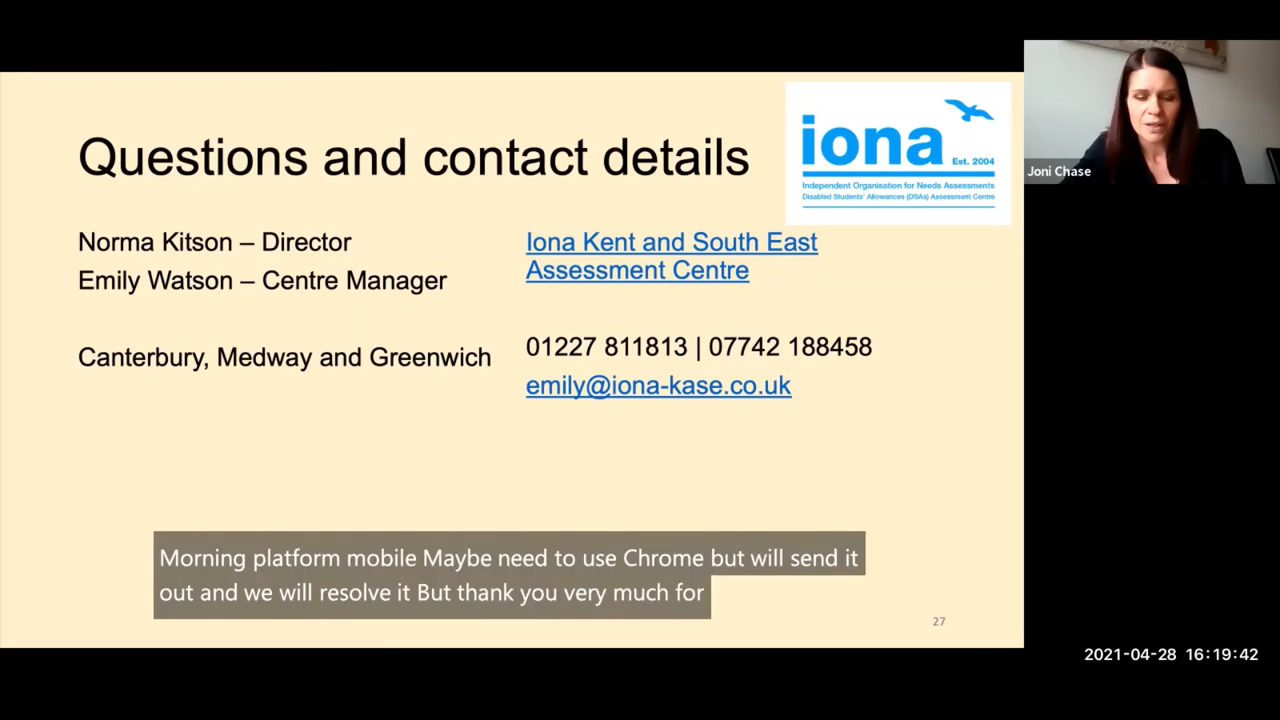 Questions and contact details
iona
Est. 2004
Independent Organisation for Needs Assessments
Disabled Students' Allowances (DSAs) Assessment Centre
Norma Kitson – Director
Emily Watson – Centre Manager
Canterbury, Medway and Greenwich
Iona Kent and South East
Assessment Centre
01227 811813 | 07742 188458
emily@iona-kase.co.uk
Morning platform mobile Maybe need to use Chrome but will send it
out and we will resolve it But thank you very much for
27
Joni Chase
2021-04-28 16:19:42